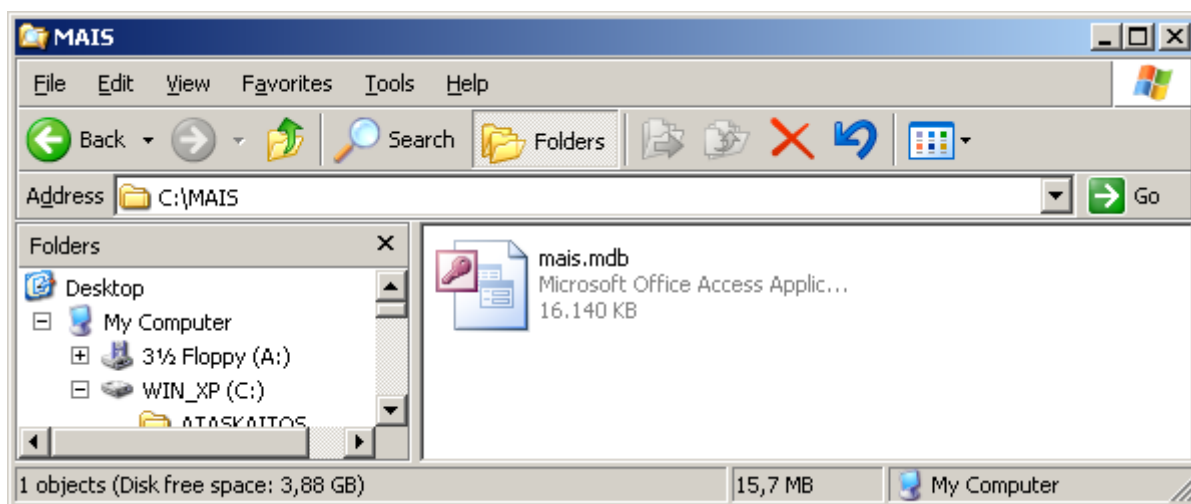 MAIS
File Edit View Favorites Tools Help
Back Search Folders
Address C:\MAIS Go
Folders
Desktop
My Computer
3½ Floppy (A:)
WIN_XP (C:)
ATASKAITOS
mais.mdb
Microsoft Office Access Applic...
16.140 KB
1 objects (Disk free space: 3,88 GB) 15,7 MB My Computer